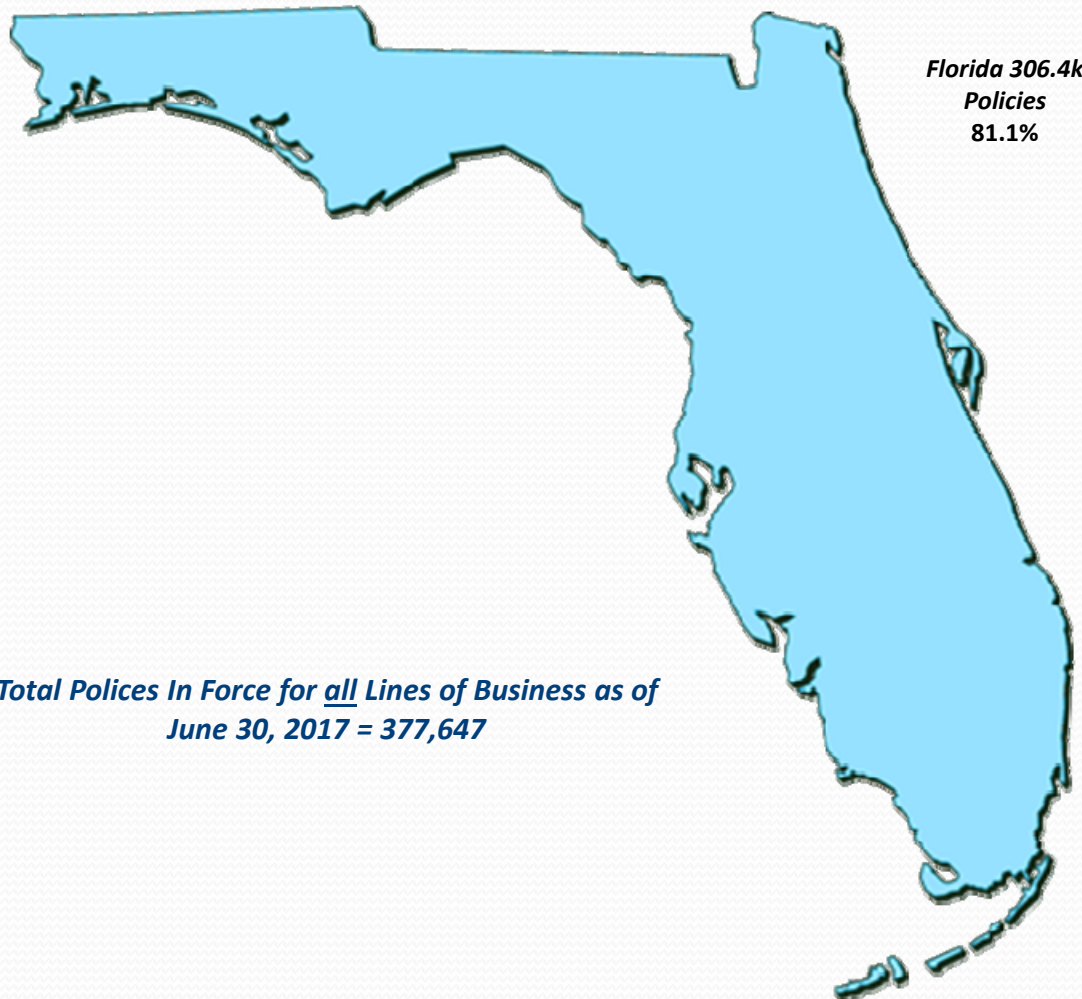 Florida 306.4k
Policies
81.1%
Total Polices In Force for all Lines of Business as of
June 30, 2017 = 377,647